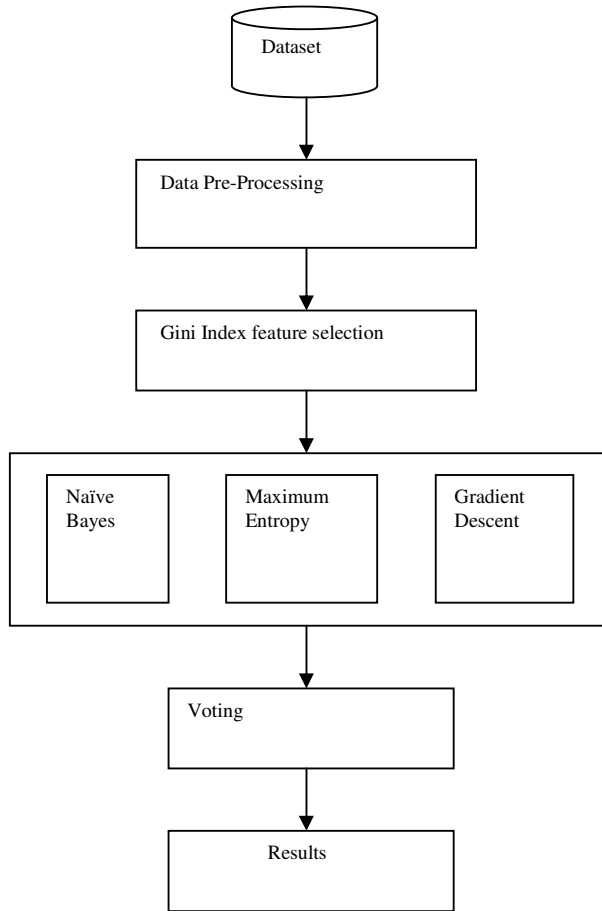 Dataset
Data Pre-Processing
Gini Index feature selection
Naïve
Bayes
Maximum
Entropy
Gradient
Descent
Voting
Results